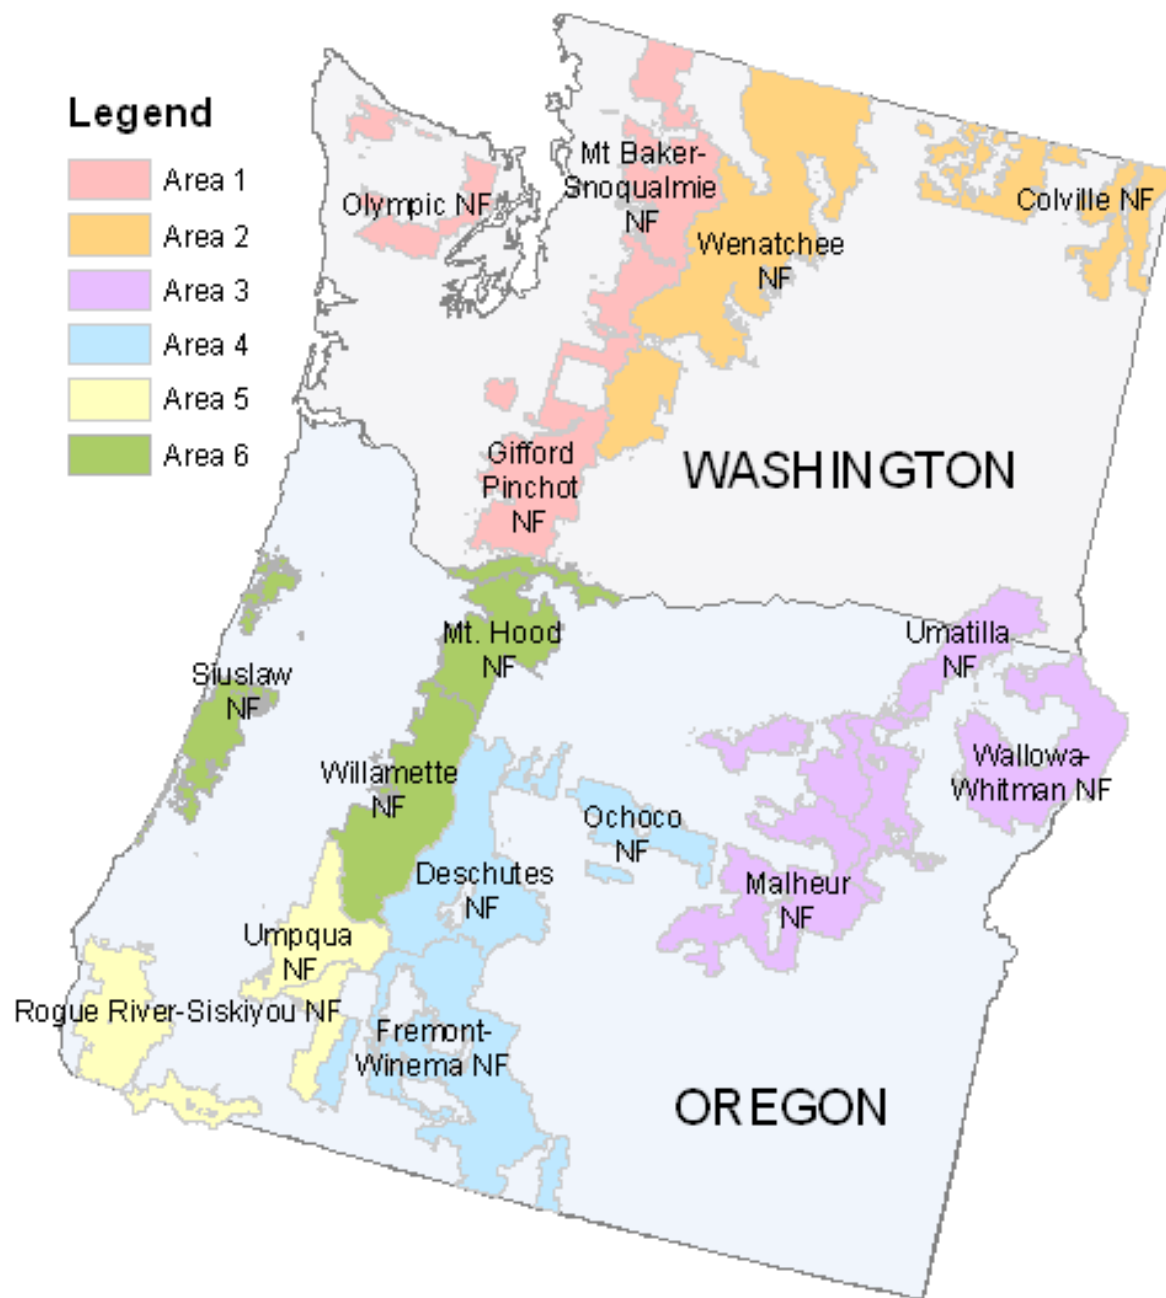 Legend
Area 1
Area 2
Area 3
Area 4
Area 5
Area 6
Olympic NF
Mt Baker-
Snoqualmie
NF
Wenatchee
NF
Colville NF
Gifford
Pinchot
NF
WASHINGTON
Mt. Hood
NF
Umatilla
NF
Siuslaw
NF
Willamette
NF
Wallowa-
Whitman NF
Ochoco
NF
Deschutes
NF
Malheur
NF
Umpqua
NF
Rogue River-Siskiyou NF
Fremont-
Winema NF
OREGON